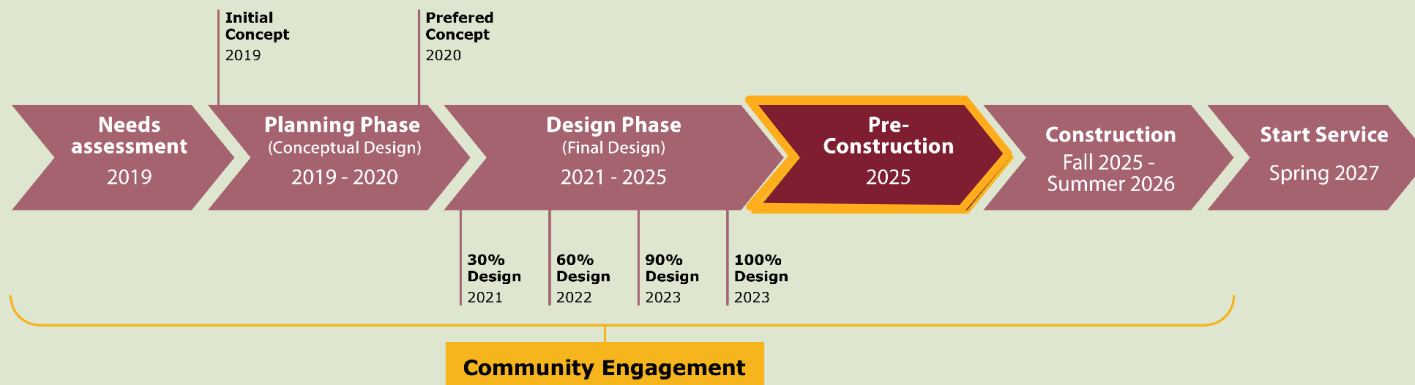 Initial
Concept
2019
Prefered
Concept
2020
Needs
assessment
2019
Planning Phase
(Conceptual Design)
2019 - 2020
Design Phase
(Final Design)
2021 - 2025
Pre-
Construction
2025
Construction
Fall 2025 -
Summer 2026
Start Service
Spring 2027
30%
Design
2021
60%
Design
2022
90%
Design
2023
100%
Design
2023
Community Engagement